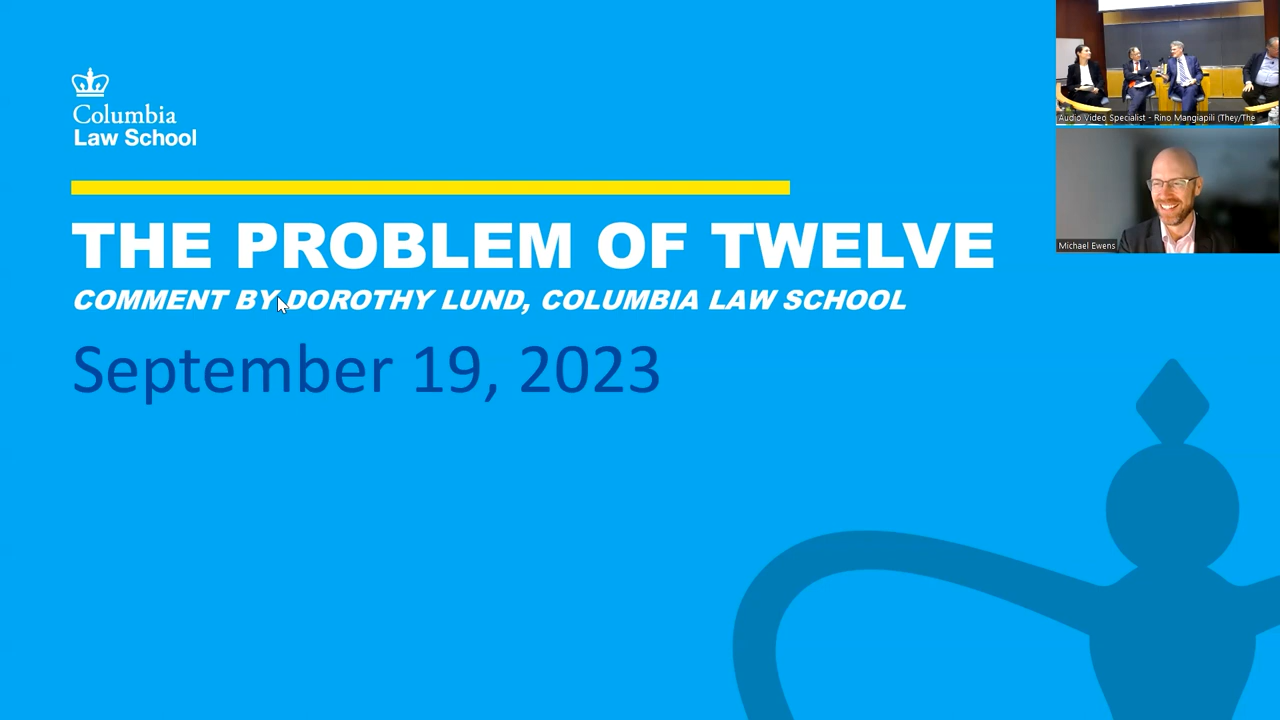 Columbia
Law School
THE PROBLEM OF TWELVE
COMMENT BY DOROTHY LUND, COLUMBIA LAW SCHOOL
September 19, 2023
Audio Video Specialist - Rino Mangiapili (They/The
Michael Ewens